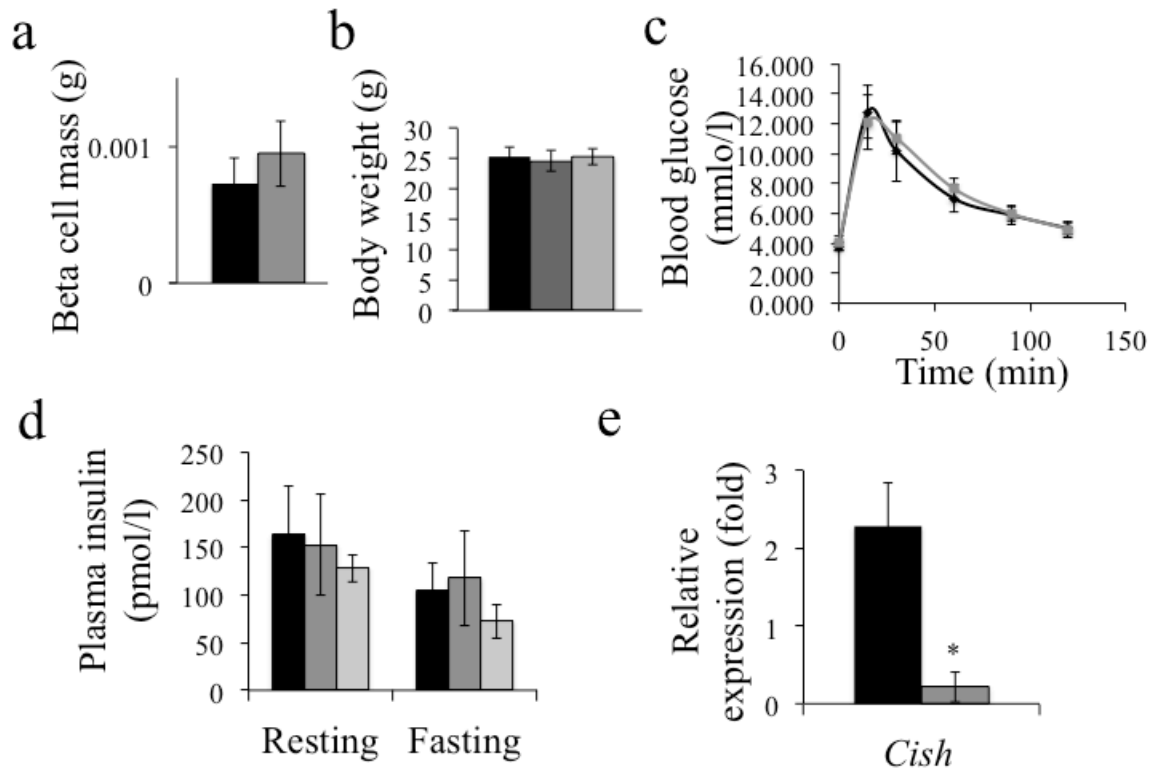 a
Beta cell mass (g)
0.001
0
b
Body weight (g)
30
25
20
15
10
5
0
c
Blood glucose
(mmlo/l)
16.000
14.000
12.000
10.000
8.000
6.000
4.000
2.000
0.000
0 50 100 150
Time (min)
d
Plasma insulin
(pmol/l)
250
200
150
100
50
0
Resting Fasting
e
Relative
expression (fold)
3
2
1
0
*
Cish